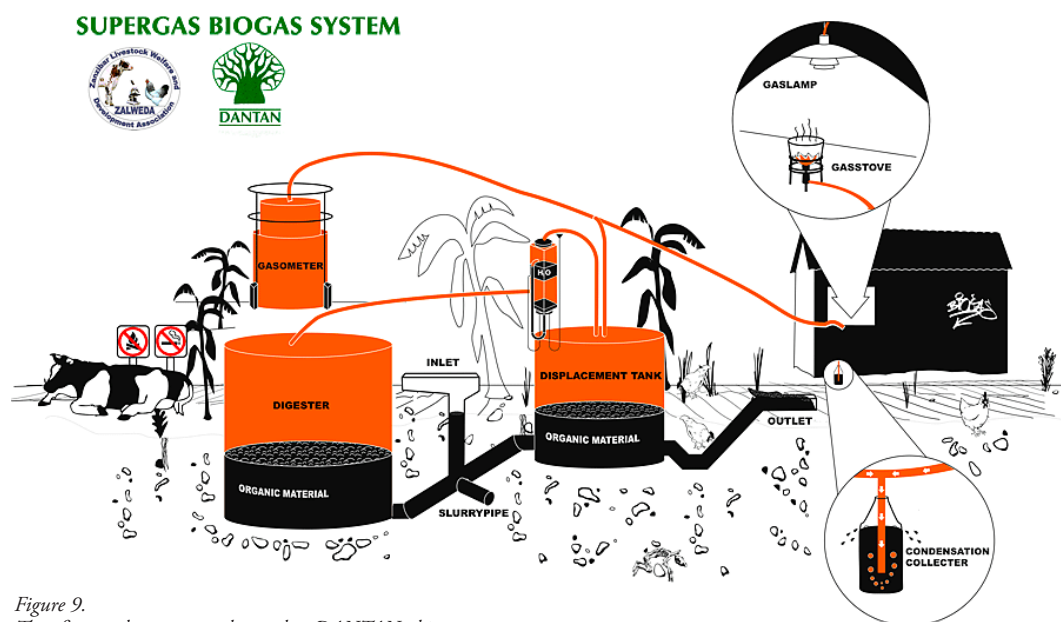 SUPERGAS BIOGAS SYSTEM
Zanzibar Livestock Welfare and
Development Association
ZALWEDA
DANTAN
GASLAMP
GASSTOVE
GASOMETER
H₂O
BIOGAS
INLET
DISPLACEMENT TANK
DIGESTER
OUTLET
ORGANIC MATERIAL
ORGANIC MATERIAL
SLURRYPIPE
CONDENSATION
COLLECTER
Figure 9.